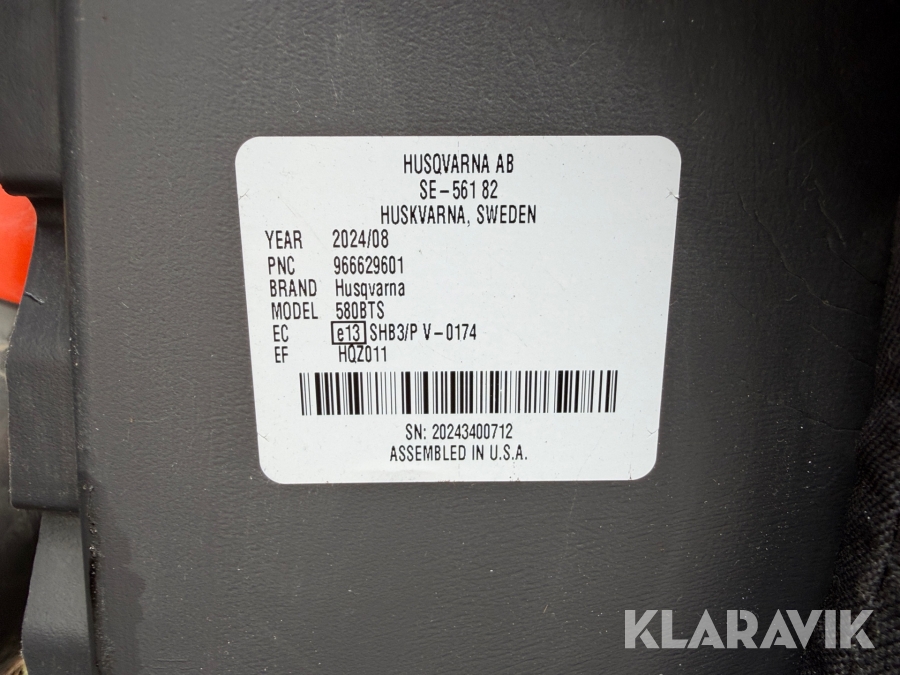 HUSQVARNA AB
SE-561 82
HUSKVARNA, SWEDEN
YEAR 2024/08
PNC 966629601
BRAND Husqvarna
MODEL 580BTS
EC e13 SHB3/P V-0174
EF HQZ011
SN: 20243400712
ASSEMBLED IN U.S.A.
KLARAVIK